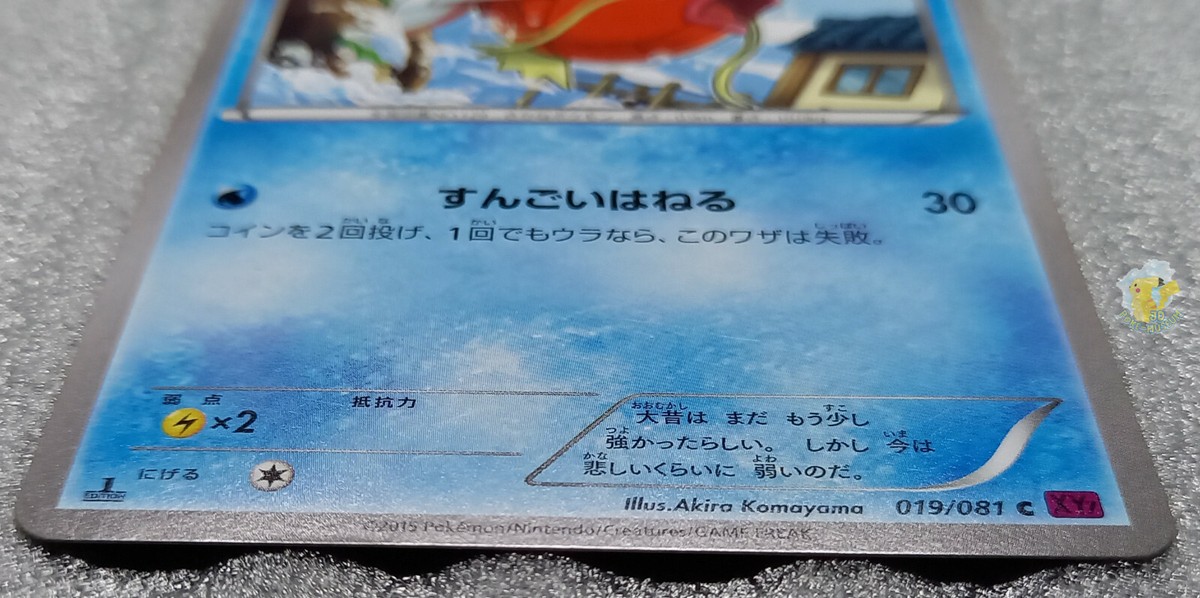 すんごいはねる 30
コインを2回投げ、1回でもウラなら、このワザは失敗。
弱点 抵抗力
×2
にげる
大昔は まだ もう少し
強かったらしい。 しかし 今は
悲しいくらいに 弱いのだ。
1 EDITION
Illus.Akira Komayama 019/081 C XY
©2015 Pokémon/Nintendo/Creatures/GAME FREAK.